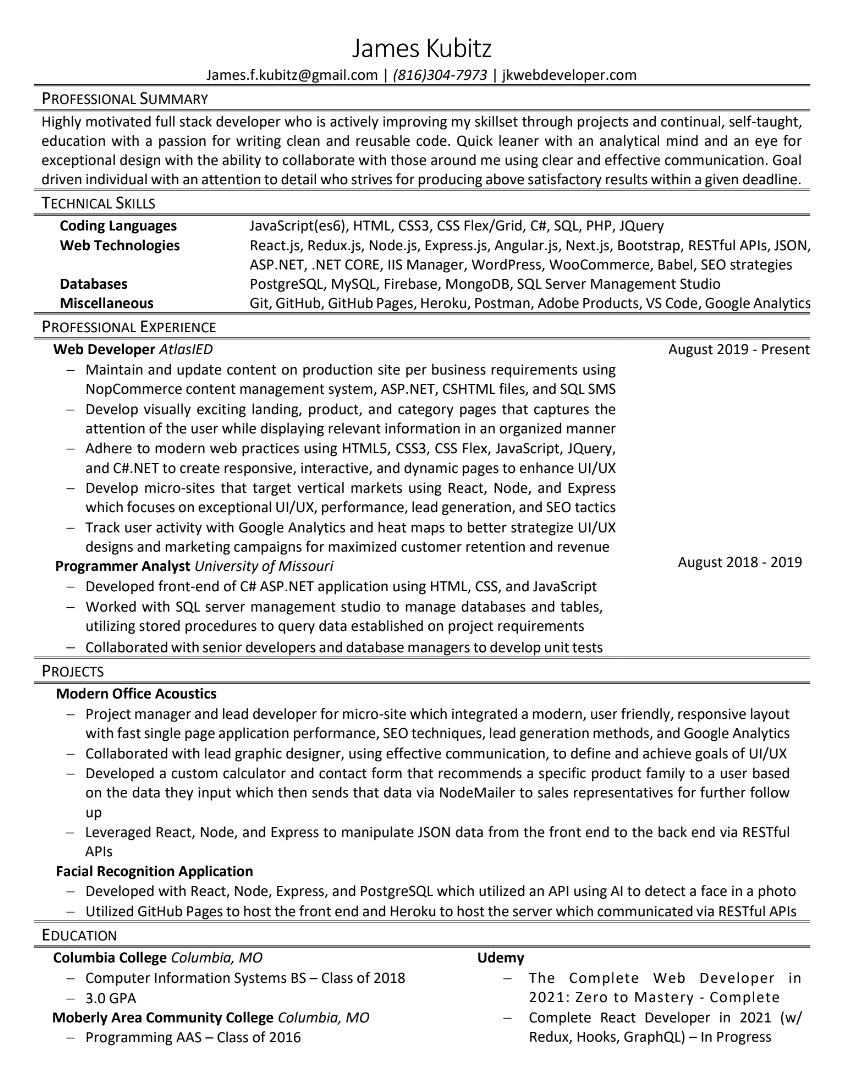 James Kubitz
James.f.kubitz@gmail.com | (816)304-7973 | jkwebdeveloper.com
PROFESSIONAL SUMMARY
Highly motivated full stack developer who is actively improving my skillset through projects and continual, self-taught,
education with a passion for writing clean and reusable code. Quick leaner with an analytical mind and an eye for
exceptional design with the ability to collaborate with those around me using clear and effective communication. Goal
driven individual with an attention to detail who strives for producing above satisfactory results within a given deadline.
TECHNICAL SKILLS
Coding Languages JavaScript(es6), HTML, CSS3, CSS Flex/Grid, C#, SQL, PHP, JQuery
Web Technologies React.js, Redux.js, Node.js, Express.js, Angular.js, Next.js, Bootstrap, RESTful APIs, JSON,
ASP.NET, .NET CORE, IIS Manager, WordPress, WooCommerce, Babel, SEO strategies
Databases PostgreSQL, MySQL, Firebase, MongoDB, SQL Server Management Studio
Miscellaneous Git, GitHub, GitHub Pages, Heroku, Postman, Adobe Products, VS Code, Google Analytics
PROFESSIONAL EXPERIENCE
Web Developer AtlasIED August 2019 - Present
– Maintain and update content on production site per business requirements using
NopCommerce content management system, ASP.NET, CSHTML files, and SQL SMS
– Develop visually exciting landing, product, and category pages that captures the
attention of the user while displaying relevant information in an organized manner
– Adhere to modern web practices using HTML5, CSS3, CSS Flex, JavaScript, JQuery,
and C#.NET to create responsive, interactive, and dynamic pages to enhance UI/UX
– Develop micro-sites that target vertical markets using React, Node, and Express
which focuses on exceptional UI/UX, performance, lead generation, and SEO tactics
– Track user activity with Google Analytics and heat maps to better strategize UI/UX
designs and marketing campaigns for maximized customer retention and revenue
Programmer Analyst University of Missouri August 2018 - 2019
– Developed front-end of C# ASP.NET application using HTML, CSS, and JavaScript
– Worked with SQL server management studio to manage databases and tables,
utilizing stored procedures to query data established on project requirements
– Collaborated with senior developers and database managers to develop unit tests
PROJECTS
Modern Office Acoustics
– Project manager and lead developer for micro-site which integrated a modern, user friendly, responsive layout
with fast single page application performance, SEO techniques, lead generation methods, and Google Analytics
– Collaborated with lead graphic designer, using effective communication, to define and achieve goals of UI/UX
– Developed a custom calculator and contact form that recommends a specific product family to a user based
on the data they input which then sends that data via NodeMailer to sales representatives for further follow
up
– Leveraged React, Node, and Express to manipulate JSON data from the front end to the back end via RESTful
APIs
Facial Recognition Application
– Developed with React, Node, Express, and PostgreSQL which utilized an API using AI to detect a face in a photo
– Utilized GitHub Pages to host the front end and Heroku to host the server which communicated via RESTful APIs
EDUCATION
Columbia College Columbia, MO
– Computer Information Systems BS – Class of 2018
– 3.0 GPA
Moberly Area Community College Columbia, MO
– Programming AAS – Class of 2016
Udemy
– The Complete Web Developer in
2021: Zero to Mastery - Complete
– Complete React Developer in 2021 (w/
Redux, Hooks, GraphQL) – In Progress